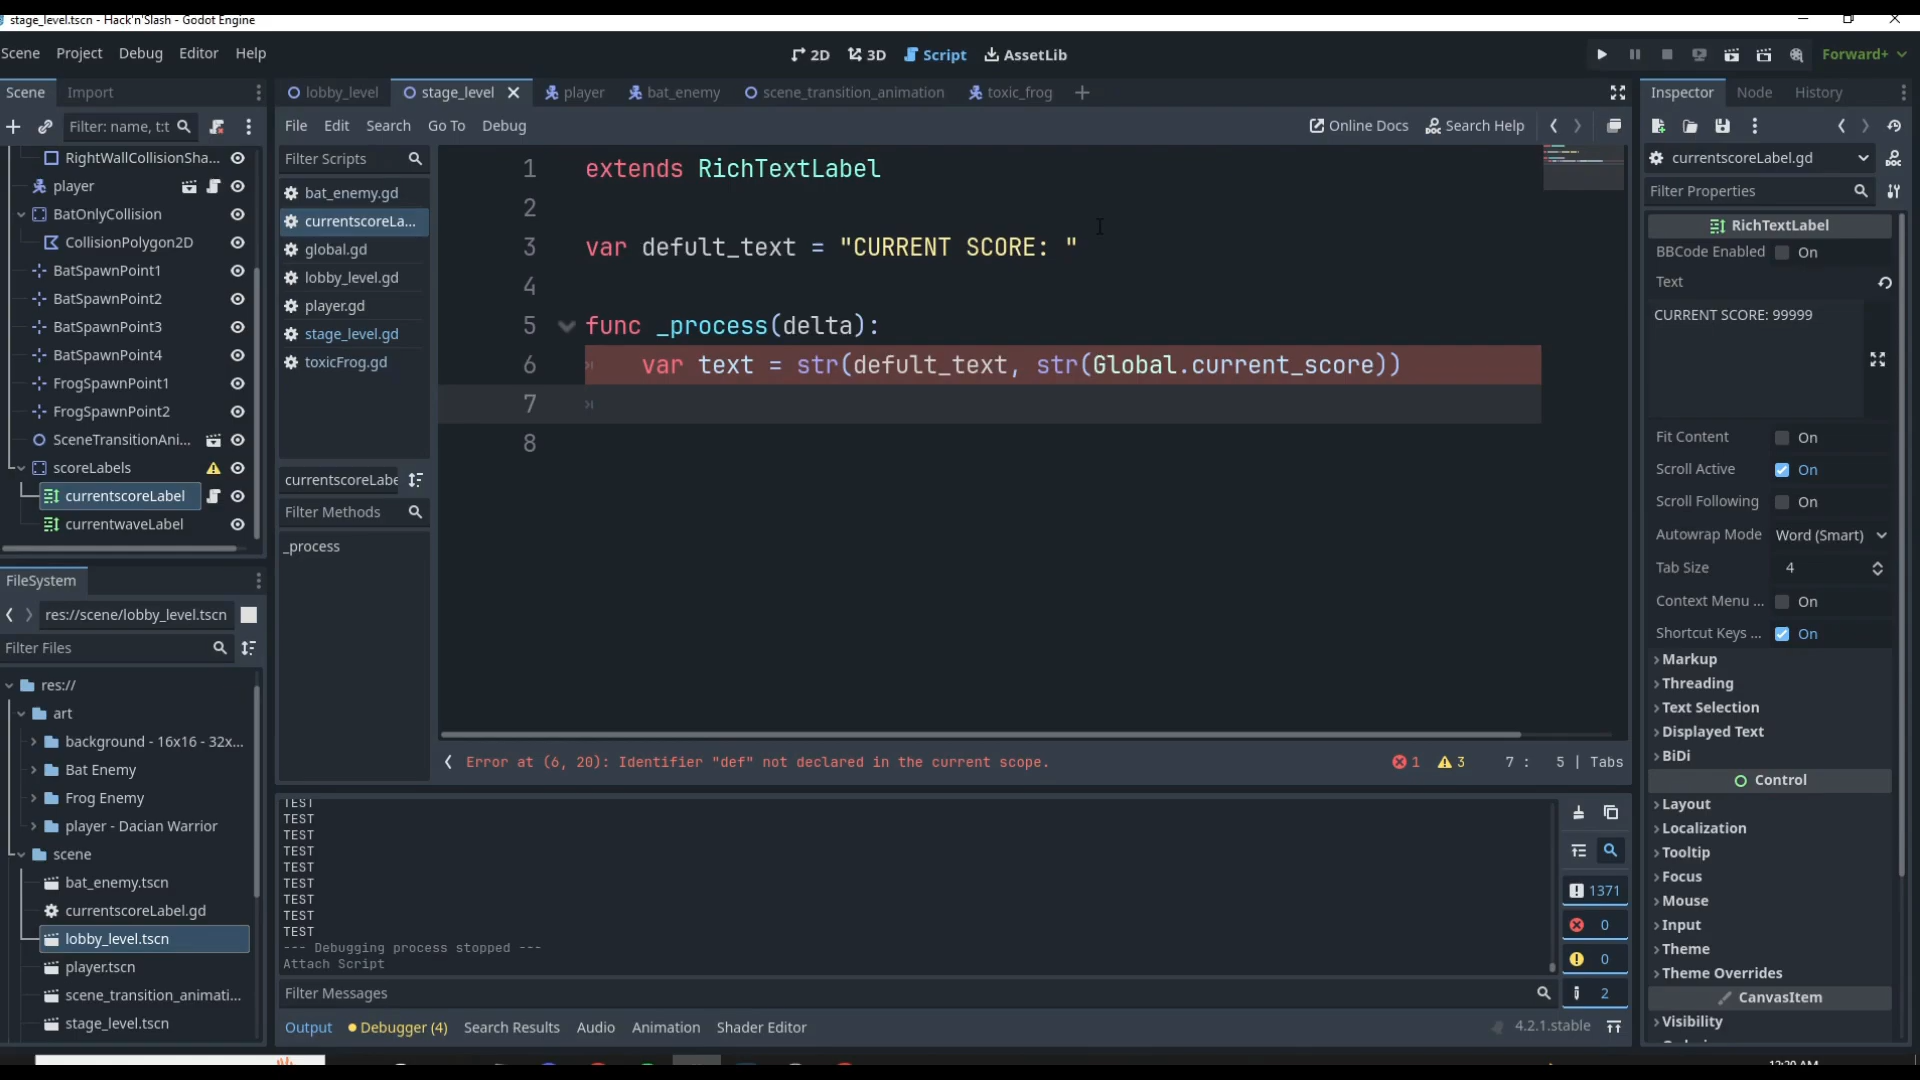 stage_level.tscn - Hack'n'Slash - Godot Engine
Scene Project Debug Editor Help
2D 3D Script AssetLib
Forward+
Scene Import
lobby_level stage_level player bat_enemy scene_transition_animation toxic_frog
Inspector Node History
Filter: name, t:t
File Edit Search Go To Debug
Online Docs Search Help
RightWallCollisionSha...
player
BatOnlyCollision
CollisionPolygon2D
BatSpawnPoint1
BatSpawnPoint2
BatSpawnPoint3
BatSpawnPoint4
FrogSpawnPoint1
FrogSpawnPoint2
SceneTransitionAni...
scoreLabels
currentscoreLabel
currentwaveLabel
FileSystem
res://scene/lobby_level.tscn
Filter Files
res://
art
background - 16x16 - 32x...
Bat Enemy
Frog Enemy
player - Dacian Warrior
scene
bat_enemy.tscn
currentscoreLabel.gd
lobby_level.tscn
player.tscn
scene_transition_animati...
stage_level.tscn
Filter Scripts
bat_enemy.gd
currentscoreLa...
global.gd
lobby_level.gd
player.gd
stage_level.gd
toxicFrog.gd
currentscoreLabe
Filter Methods
_process
1 extends RichTextLabel
2
3 var defult_text = "CURRENT SCORE: "
4
5 func _process(delta):
6 var text = str(defult_text, str(Global.current_score))
7
8
Error at (6, 20): Identifier "def" not declared in the current scope.
1 3 7 : 5 | Tabs
TEST
TEST
TEST
TEST
TEST
TEST
TEST
TEST
TEST
--- Debugging process stopped ---
Attach Script
Filter Messages
1371
0
0
2
Output Debugger (4) Search Results Audio Animation Shader Editor
4.2.1.stable
currentscoreLabel.gd
Filter Properties
RichTextLabel
BBCode Enabled On
Text
CURRENT SCORE: 99999
Fit Content On
Scroll Active On
Scroll Following On
Autowrap Mode Word (Smart)
Tab Size 4
Context Menu ... On
Shortcut Keys ... On
Markup
Threading
Text Selection
Displayed Text
BiDi
Control
Layout
Localization
Tooltip
Focus
Mouse
Input
Theme
Theme Overrides
CanvasItem
Visibility